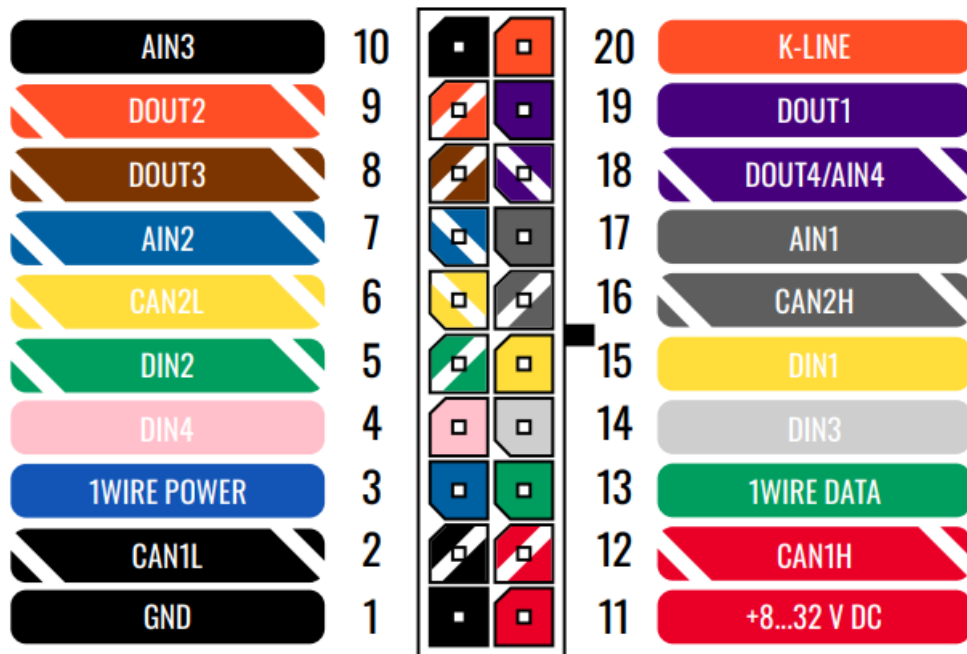 AIN3 10 20 K-LINE
DOUT2 9 19 DOUT1
DOUT3 8 18 DOUT4/AIN4
AIN2 7 17 AIN1
CAN2L 6 16 CAN2H
DIN2 5 15 DIN1
DIN4 4 14 DIN3
1WIRE POWER 3 13 1WIRE DATA
CAN1L 2 12 CAN1H
GND 1 11 +8...32 V DC